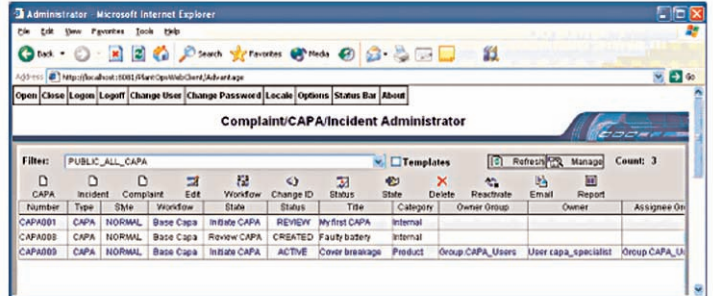 Administrator - Microsoft Internet Explorer
File Edit View Favorites Tools Help
Back Search Favorites Media
Address http://localhost:8081/PlantOpsWebClient/Advantage Go
Open Close Logon Logoff Change User Change Password Locale Options Status Bar About
Complaint/CAPA/Incident Administrator
Filter: PUBLIC_ALL_CAPA Templates Refresh Manage Count: 3
CAPA Incident Complaint Edit Workflow Change ID Status State Delete Reactivate Email Report
Number Type Style Workflow State Status Title Category Owner Group Owner Assignee Gro
CAPA001 CAPA NORMAL Base Capa Initiate CAPA REVIEW My first CAPA Internal
CAPA008 CAPA NORMAL Base Capa Review CAPA CREATED Faulty battery Internal
CAPA009 CAPA NORMAL Base Capa Initiate CAPA ACTIVE Cover breakage Product Group:CAPA_Users User:capa_specialist Group:CAPA_U